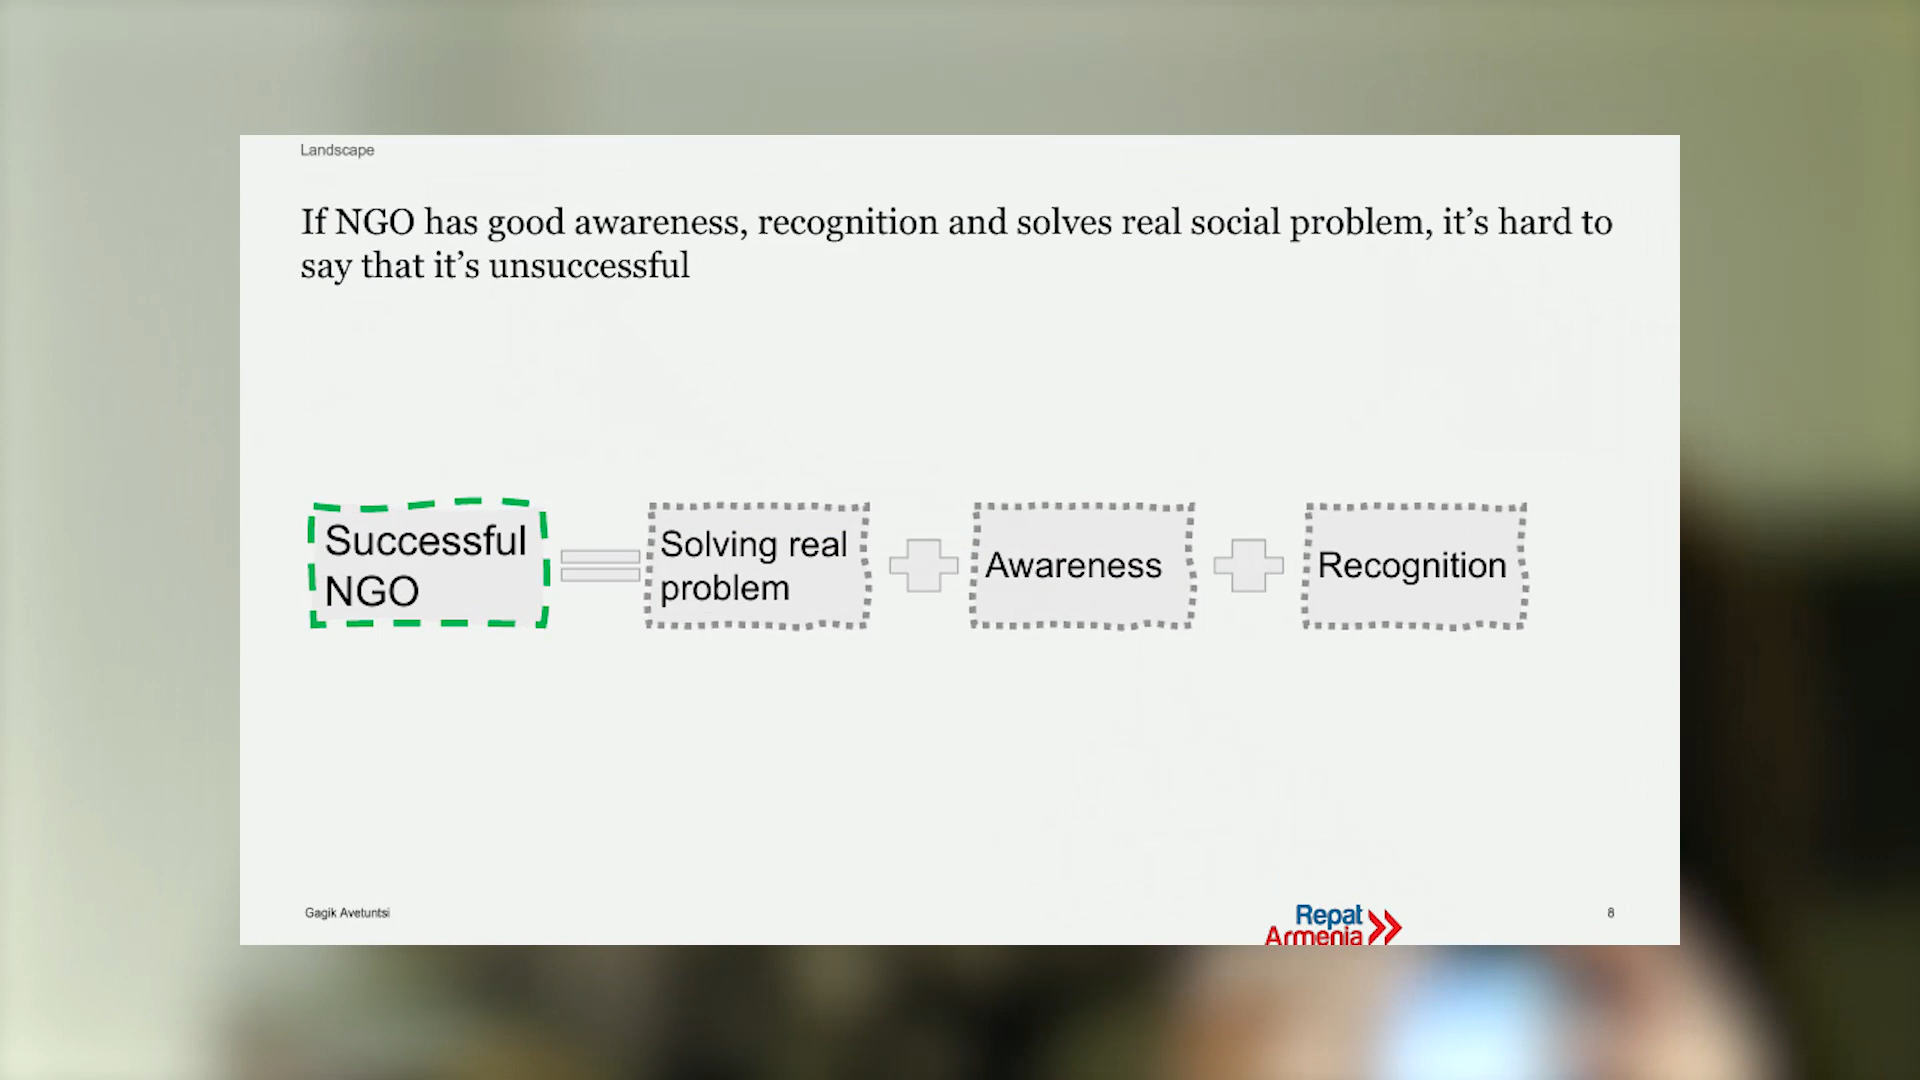 Landscape
If NGO has good awareness, recognition and solves real social problem, it’s hard to
say that it’s unsuccessful
Successful
NGO
Solving real
problem
Awareness
Recognition
Gagik Avetuntsi
Repat
Armenia
8